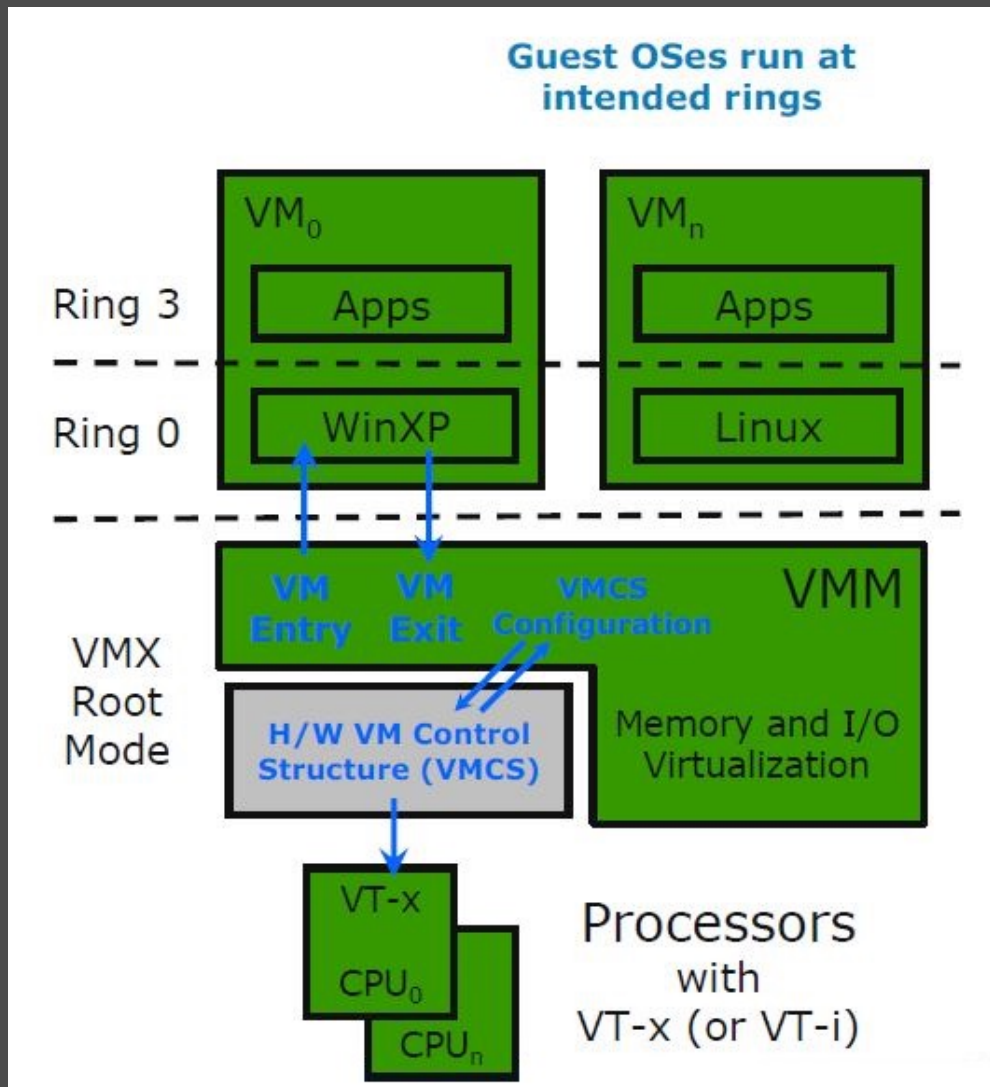 Guest OSes run at
intended rings
VM₀
VMₙ
Ring 3
Apps
Apps
Ring 0
WinXP
Linux
VM
Entry
VM
Exit
VMCS
Configuration
VMM
VMX
Root
Mode
H/W VM Control
Structure (VMCS)
Memory and I/O
Virtualization
VT-x
CPU₀
CPUₙ
Processors
with
VT-x (or VT-i)